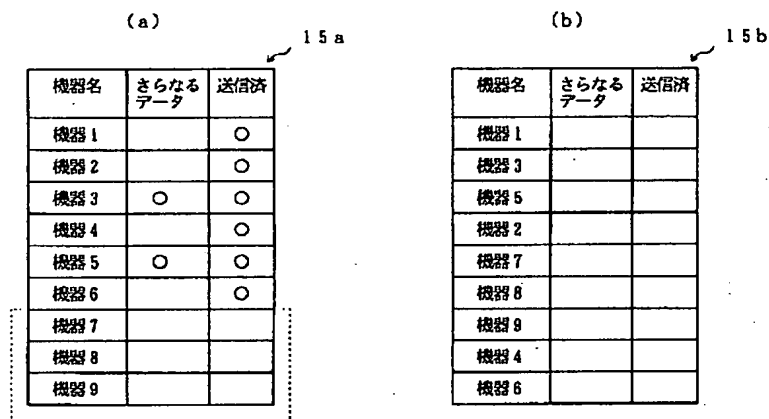 (a)
15a
機器名 さらなるデータ 送信済
機器1 ○
機器2 ○
機器3 ○ ○
機器4 ○
機器5 ○ ○
機器6 ○
機器7
機器8
機器9
(b)
15b
機器名 さらなるデータ 送信済
機器1
機器3
機器5
機器2
機器7
機器8
機器9
機器4
機器6